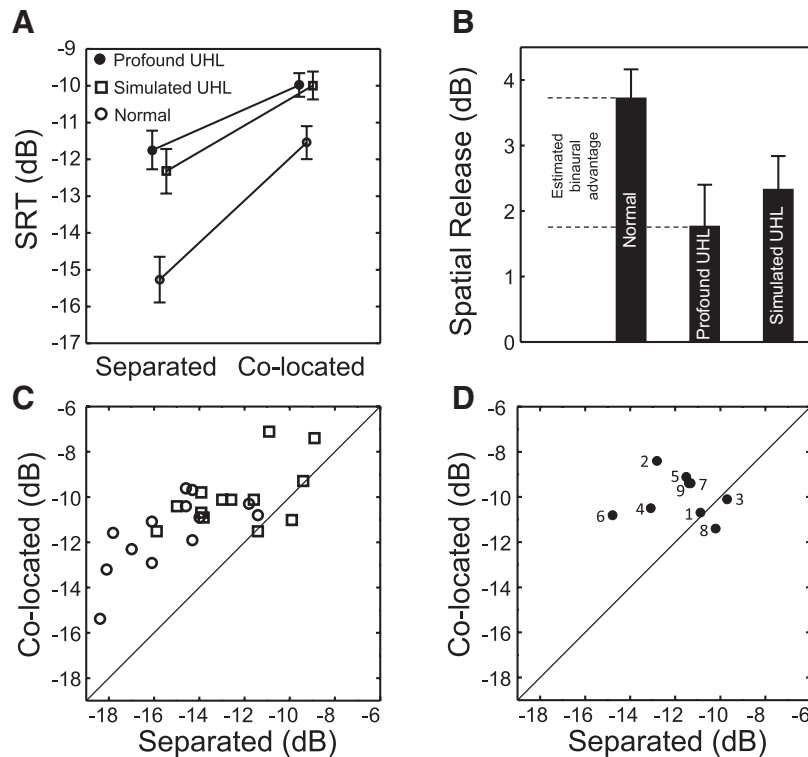 A
-9
-10
-11
-12
-13
-14
-15
-16
-17
SRT (dB)
Profound UHL
Simulated UHL
Normal
Separated Co-located
B
4
2
0
Spatial Release (dB)
Estimated
binaural
advantage
Normal
Profound UHL
Simulated UHL
C
-6
-8
-10
-12
-14
-16
-18
Co-located (dB)
-18 -16 -14 -12 -10 -8 -6
Separated (dB)
D
-6
-8
-10
-12
-14
-16
-18
Co-located (dB)
2
5
7
9
3
4
6
1
8
-18 -16 -14 -12 -10 -8 -6
Separated (dB)